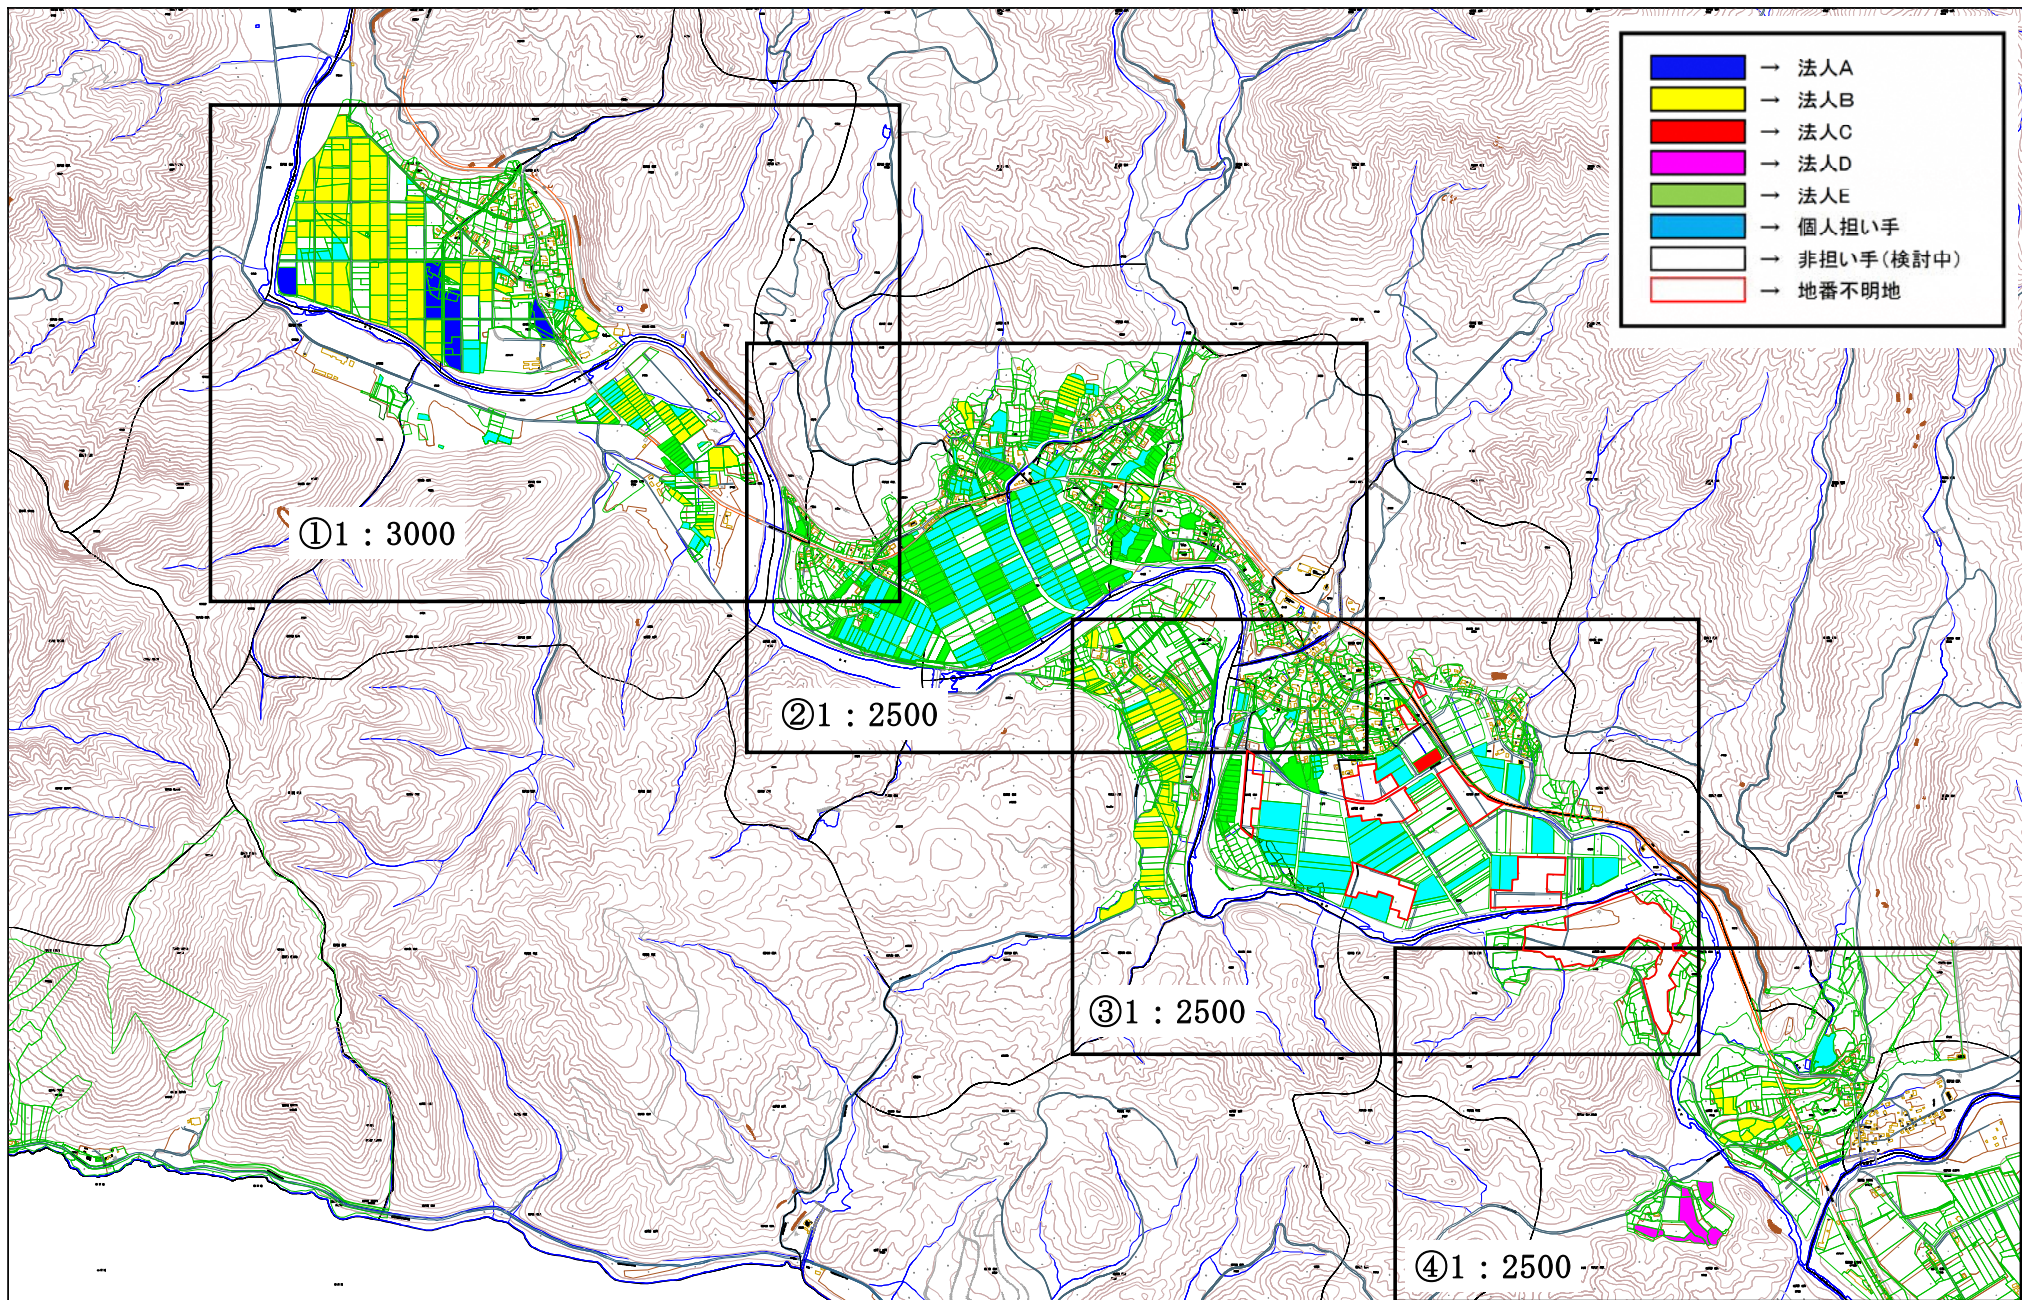 → 法人A
→ 法人B
→ 法人C
→ 法人D
→ 法人E
→ 個人担い手
→ 非担い手(検討中)
→ 地番不明地
①1：3000
②1：2500
③1：2500
④1：2500